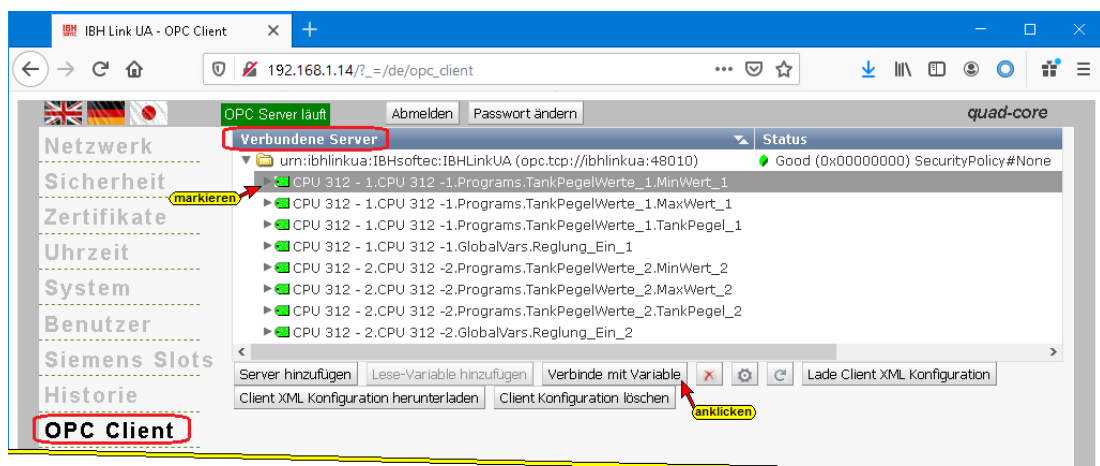 IBH Link UA - OPC Client
192.168.1.14/?_=/de/opc_client
OPC Server läuft Abmelden Passwort ändern quad-core
Netzwerk
Sicherheit
Zertifikate
Uhrzeit
System
Benutzer
Siemens Slots
Historie
OPC Client
Verbundene Server Status
urn:ibhlinkua:IBHsoftec:IBHLinkUA (opc.tcp://ibhlinkua:48010) Good (0x00000000) SecurityPolicy#None
markieren
CPU 312 - 1.CPU 312 -1.Programs.TankPegelWerte_1.MinWert_1
CPU 312 - 1.CPU 312 -1.Programs.TankPegelWerte_1.MaxWert_1
CPU 312 - 1.CPU 312 -1.Programs.TankPegelWerte_1.TankPegel_1
CPU 312 - 1.CPU 312 -1.GlobalVars.Reglung_Ein_1
CPU 312 - 2.CPU 312 -2.Programs.TankPegelWerte_2.MinWert_2
CPU 312 - 2.CPU 312 -2.Programs.TankPegelWerte_2.MaxWert_2
CPU 312 - 2.CPU 312 -2.Programs.TankPegelWerte_2.TankPegel_2
CPU 312 - 2.CPU 312 -2.GlobalVars.Reglung_Ein_2
Server hinzufügen Lese-Variable hinzufügen Verbinde mit Variable Lade Client XML Konfiguration
Client XML Konfiguration herunterladen Client Konfiguration löschen
anklicken